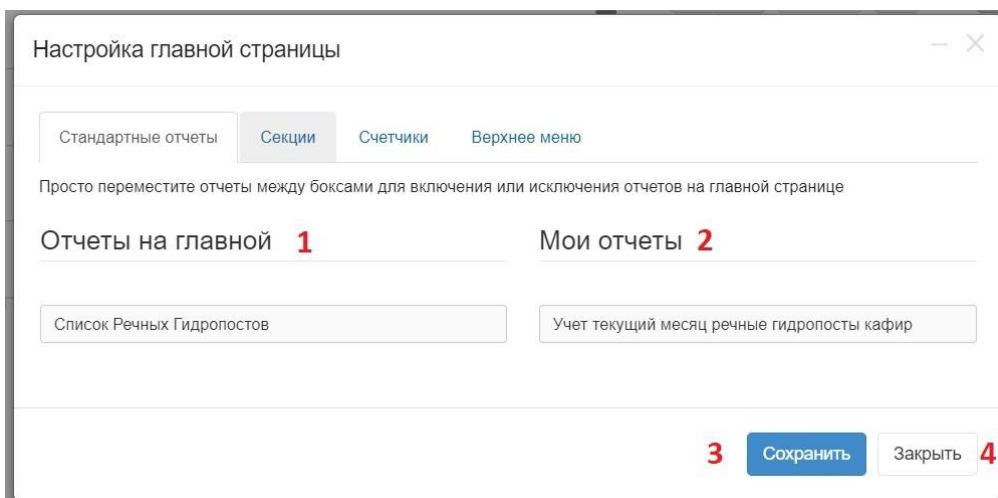 Настройка главной страницы
Стандартные отчеты Секции Счетчики Верхнее меню
Просто переместите отчеты между боксами для включения или исключения отчетов на главной странице
Отчеты на главной 1 Мои отчеты 2
Список Речных Гидропостов Учет текущий месяц речные гидропосты кафир
3 Сохранить Закрыть 4